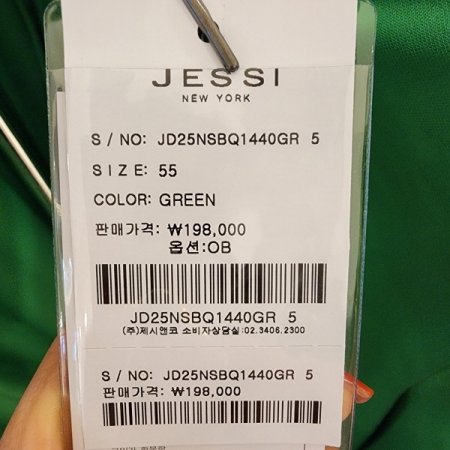 JESSI
NEW YORK
S / NO: JD25NSBQ1440GR 5
SIZE: 55
COLOR: GREEN
판매가격: ₩198,000
옵션:OB
JD25NSBQ1440GR 5
(주)제시앤코 소비자상담실:02.3406.2300
S / NO: JD25NSBQ1440GR 5
판매가격: ₩198,000